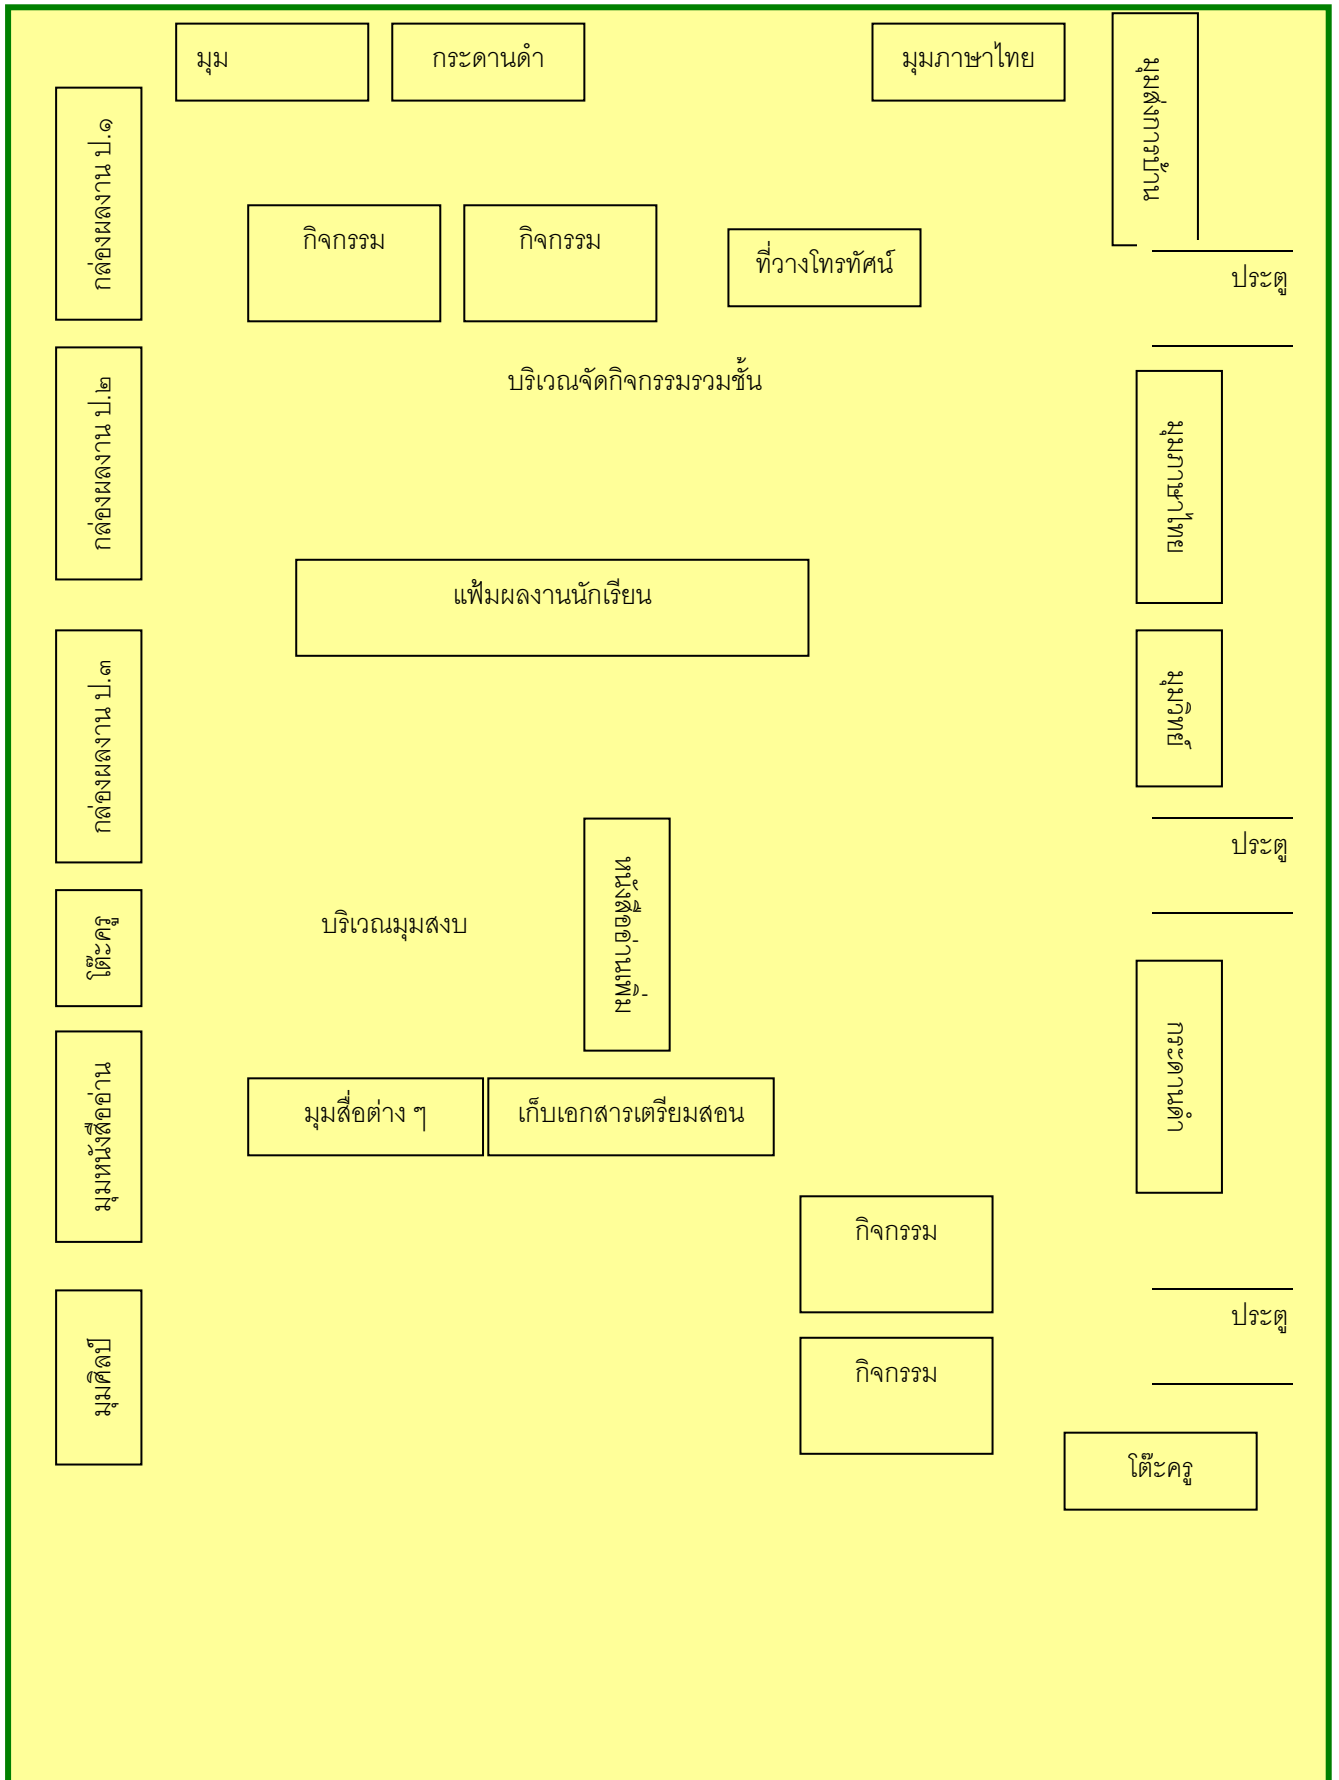 มุม
กระดานดำ
มุมภาษาไทย
มุมส่งการบ้าน
กล่องผลงาน ป.๑
กิจกรรม
กิจกรรม
ที่วางโทรทัศน์
ประตู
กล่องผลงาน ป.๒
บริเวณจัดกิจกรรมรวมชั้น
มุมภาษาไทย
แฟ้มผลงานนักเรียน
กล่องผลงาน ป.๓
มุมวิทย์
ประตู
โต๊ะครู
บริเวณมุมสงบ
หนังสืออ่านเพิ่ม
กระดานดำ
มุมหนังสืออ่าน
มุมสื่อต่าง ๆ
เก็บเอกสารเตรียมสอน
กิจกรรม
ประตู
มุมศิลป์
กิจกรรม
โต๊ะครู